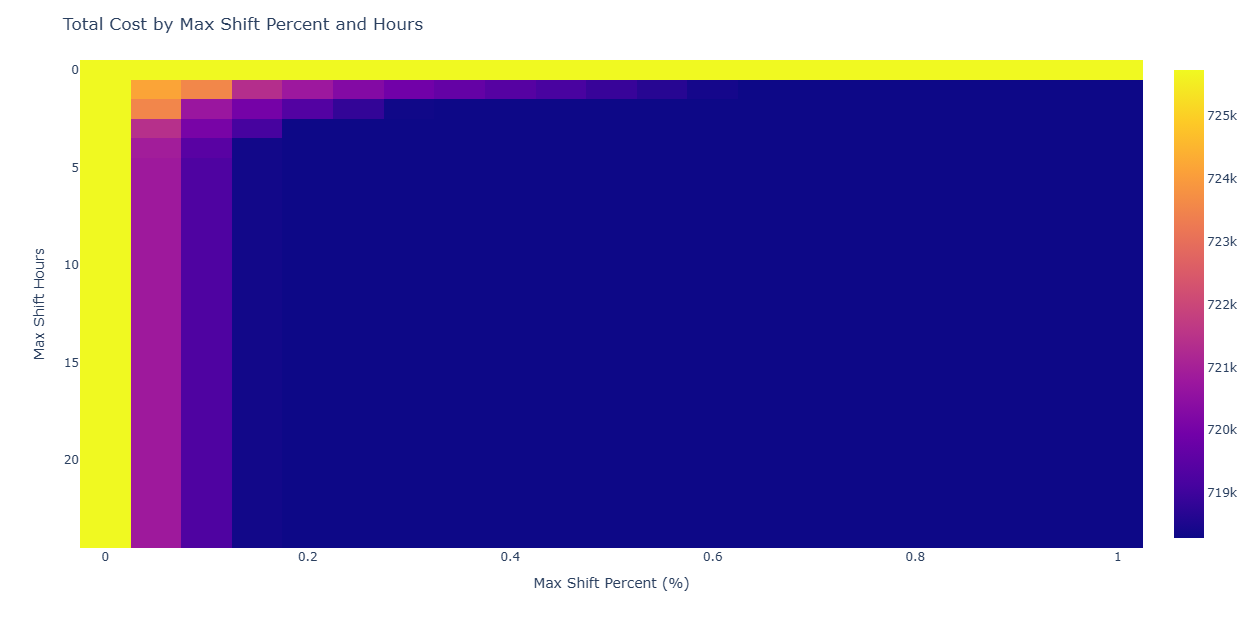 Total Cost by Max Shift Percent and Hours
0
5
10
15
20
Max Shift Hours
0
0.2
0.4
0.6
0.8
1
Max Shift Percent (%)
725k
724k
723k
722k
721k
720k
719k